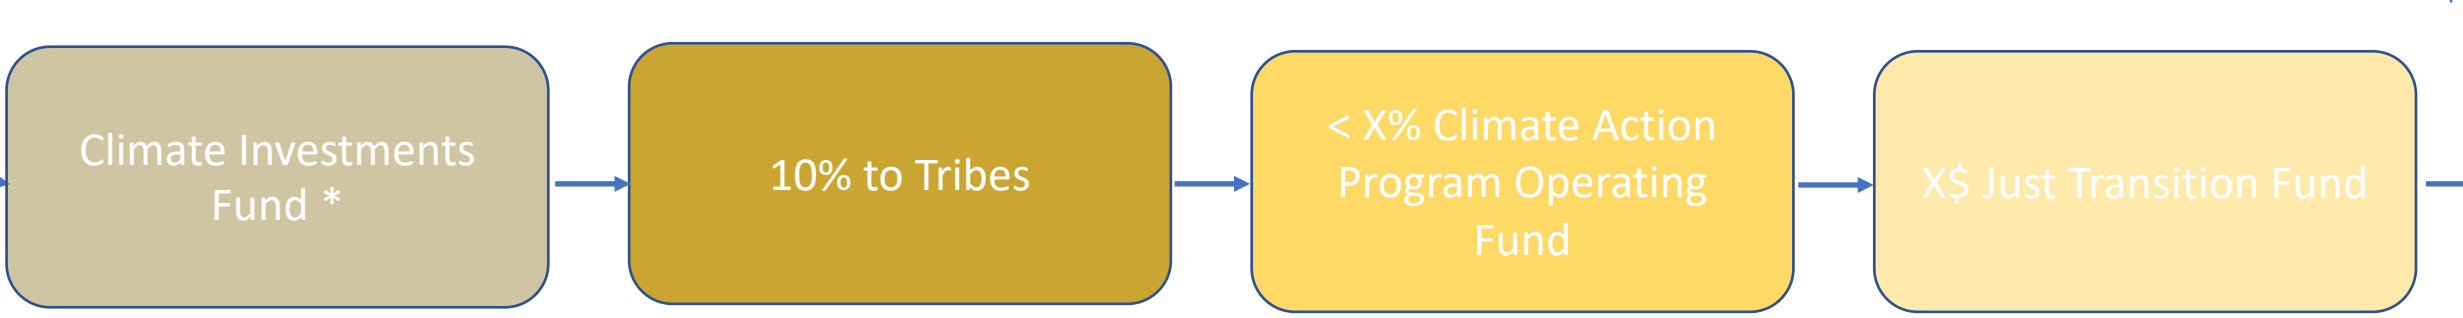 Climate Investments
Fund *
10% to Tribes
< X% Climate Action
Program Operating
Fund
X$ Just Transition Fund